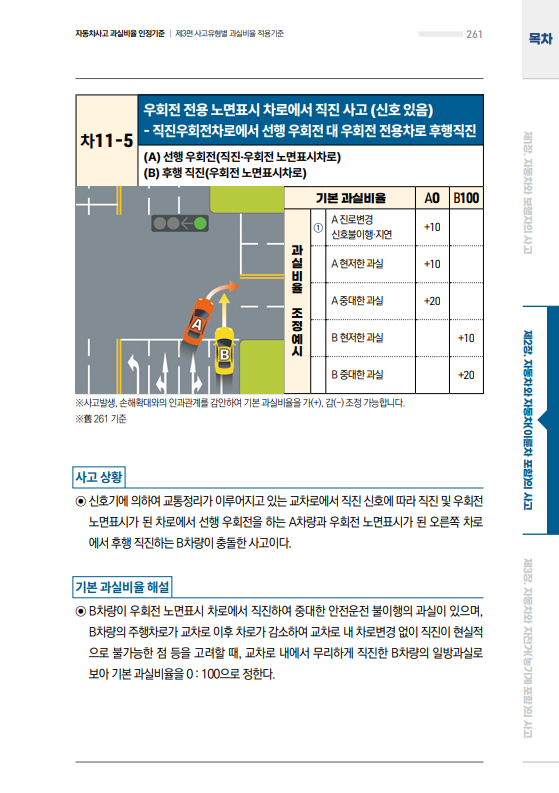 자동차사고 과실비율 인정기준 | 제3편 사고유형별 과실비율 적용기준
261
목차
차11-5
우회전 전용 노면표시 차로에서 직진 사고 (신호 있음)
- 직진우회전차로에서 선행 우회전 대 우회전 전용차로 후행직진
(A) 선행 우회전(직진·우회전 노면표시차로)
(B) 후행 직진(우회전 노면표시차로)
A
B
기본 과실비율 A0 B100
과실비율 조정예시
① A 진로변경 신호불이행·지연 +10
A 현저한 과실 +10
A 중대한 과실 +20
B 현저한 과실 +10
B 중대한 과실 +20
※사고발생, 손해확대와의 인과관계를 감안하여 기본 과실비율을 가(+), 감(-) 조정 가능합니다.
※舊 261 기준
사고 상황
◉ 신호기에 의하여 교통정리가 이루어지고 있는 교차로에서 직진 신호에 따라 직진 및 우회전
노면표시가 된 차로에서 선행 우회전을 하는 A차량과 우회전 노면표시가 된 오른쪽 차로
에서 후행 직진하는 B차량이 충돌한 사고이다.
기본 과실비율 해설
◉ B차량이 우회전 노면표시 차로에서 직진하여 중대한 안전운전 불이행의 과실이 있으며,
B차량의 주행차로가 교차로 이후 차로가 감소하여 교차로 내 차로변경 없이 직진이 현실적
으로 불가능한 점 등을 고려할 때, 교차로 내에서 무리하게 직진한 B차량의 일방과실로
보아 기본 과실비율을 0 : 100으로 정한다.
제1장. 자동차와 보행자의 사고
제2장. 자동차와 자동차(이륜차 포함)의 사고
제3장. 자동차와 자전거(농기계 포함)의 사고